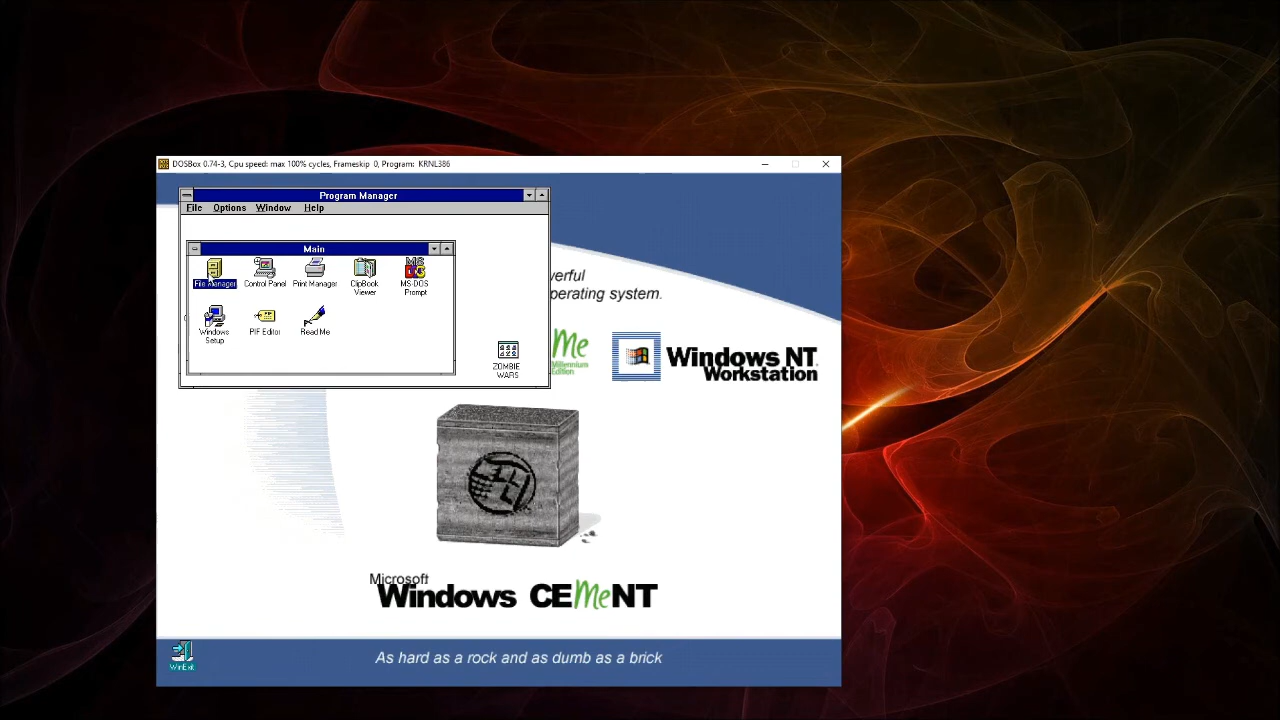 DOSBox 0.74-3, Cpu speed: max 100% cycles, Frameskip 0, Program: KRNL386
Program Manager
File Options Window Help
Main
File Manager
Control Panel
Print Manager
ClipBook
Viewer
MS-DOS
Prompt
Windows
Setup
PIF Editor
Read Me
ZOMBIE
WARS
perating system.
Me
Millennium
Edition
Windows NT
Workstation
Microsoft
Windows CEMeNT
WinExit
As hard as a rock and as dumb as a brick